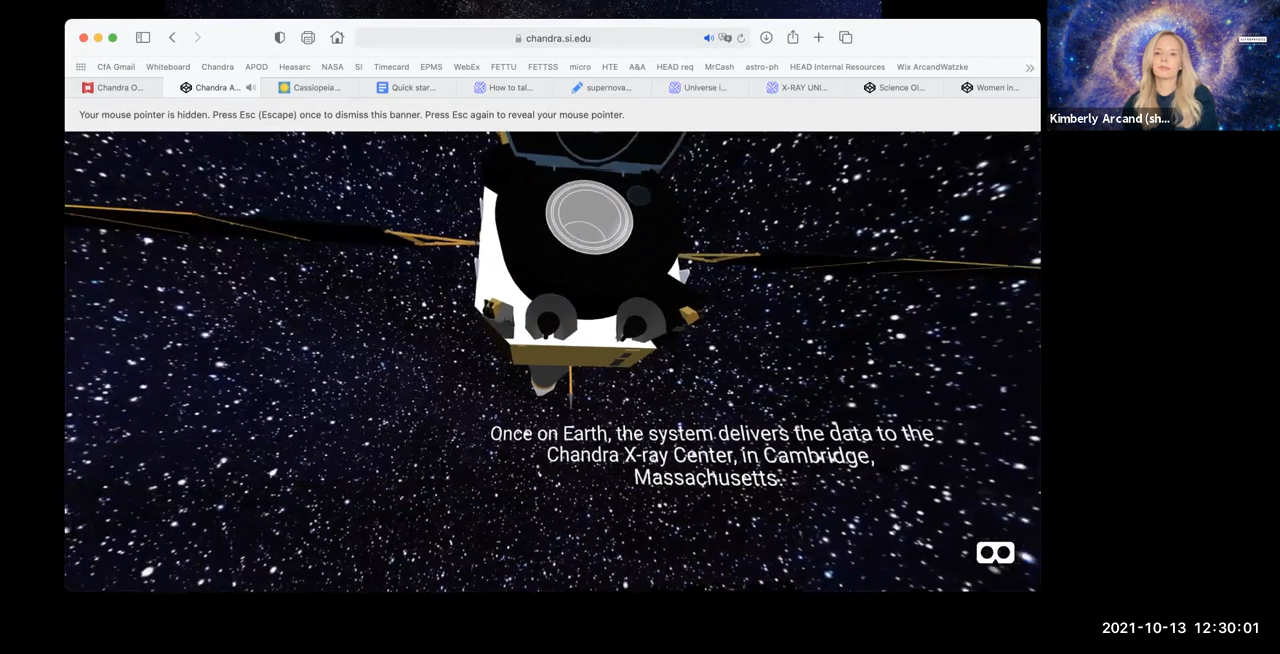 chandra.si.edu
CfA Gmail Whiteboard Chandra APOD Heasarc NASA SI Timecard EPMS WebEx FETTU FETTSS micro HTE A&A HEAD req MrCash astro-ph HEAD Internal Resources Wix ArcandWatzke
Chandra O... Chandra A... Cassiopeia... Quick star... How to tal... supernova... Universe i... X-RAY UNI... Science Ol... Women in...
Your mouse pointer is hidden. Press Esc (Escape) once to dismiss this banner. Press Esc again to reveal your mouse pointer.
Kimberly Arcand (sh...
Once on Earth, the system delivers the data to the
Chandra X-ray Center, in Cambridge,
Massachusetts.
2021-10-13 12:30:01